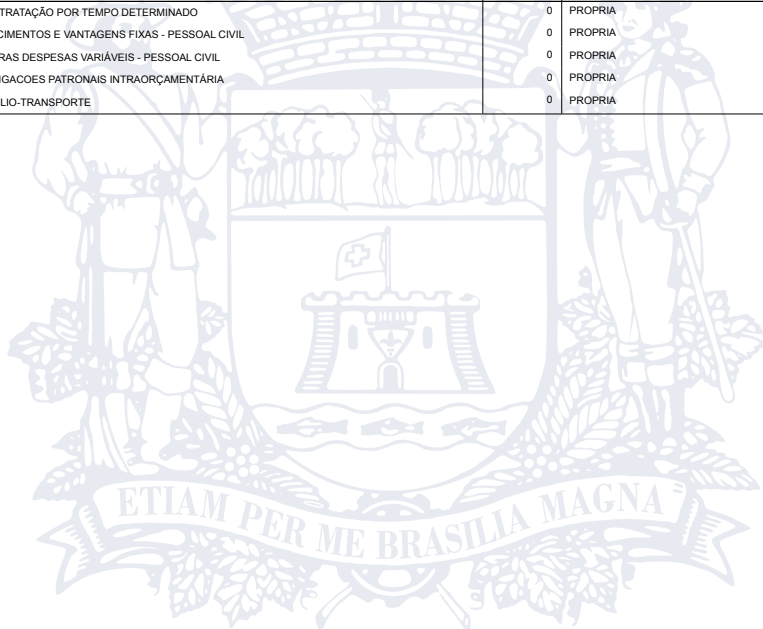 TRATAÇÃO POR TEMPO DETERMINADO 0 PROPRIA
CIMENTOS E VANTAGENS FIXAS - PESSOAL CIVIL 0 PROPRIA
RAS DESPESAS VARIÁVEIS - PESSOAL CIVIL 0 PROPRIA
IGACOES PATRONAIS INTRAORÇAMENTÁRIA 0 PROPRIA
LIO-TRANSPORTE 0 PROPRIA
ETIAM PER ME BRASILIA MAGNA